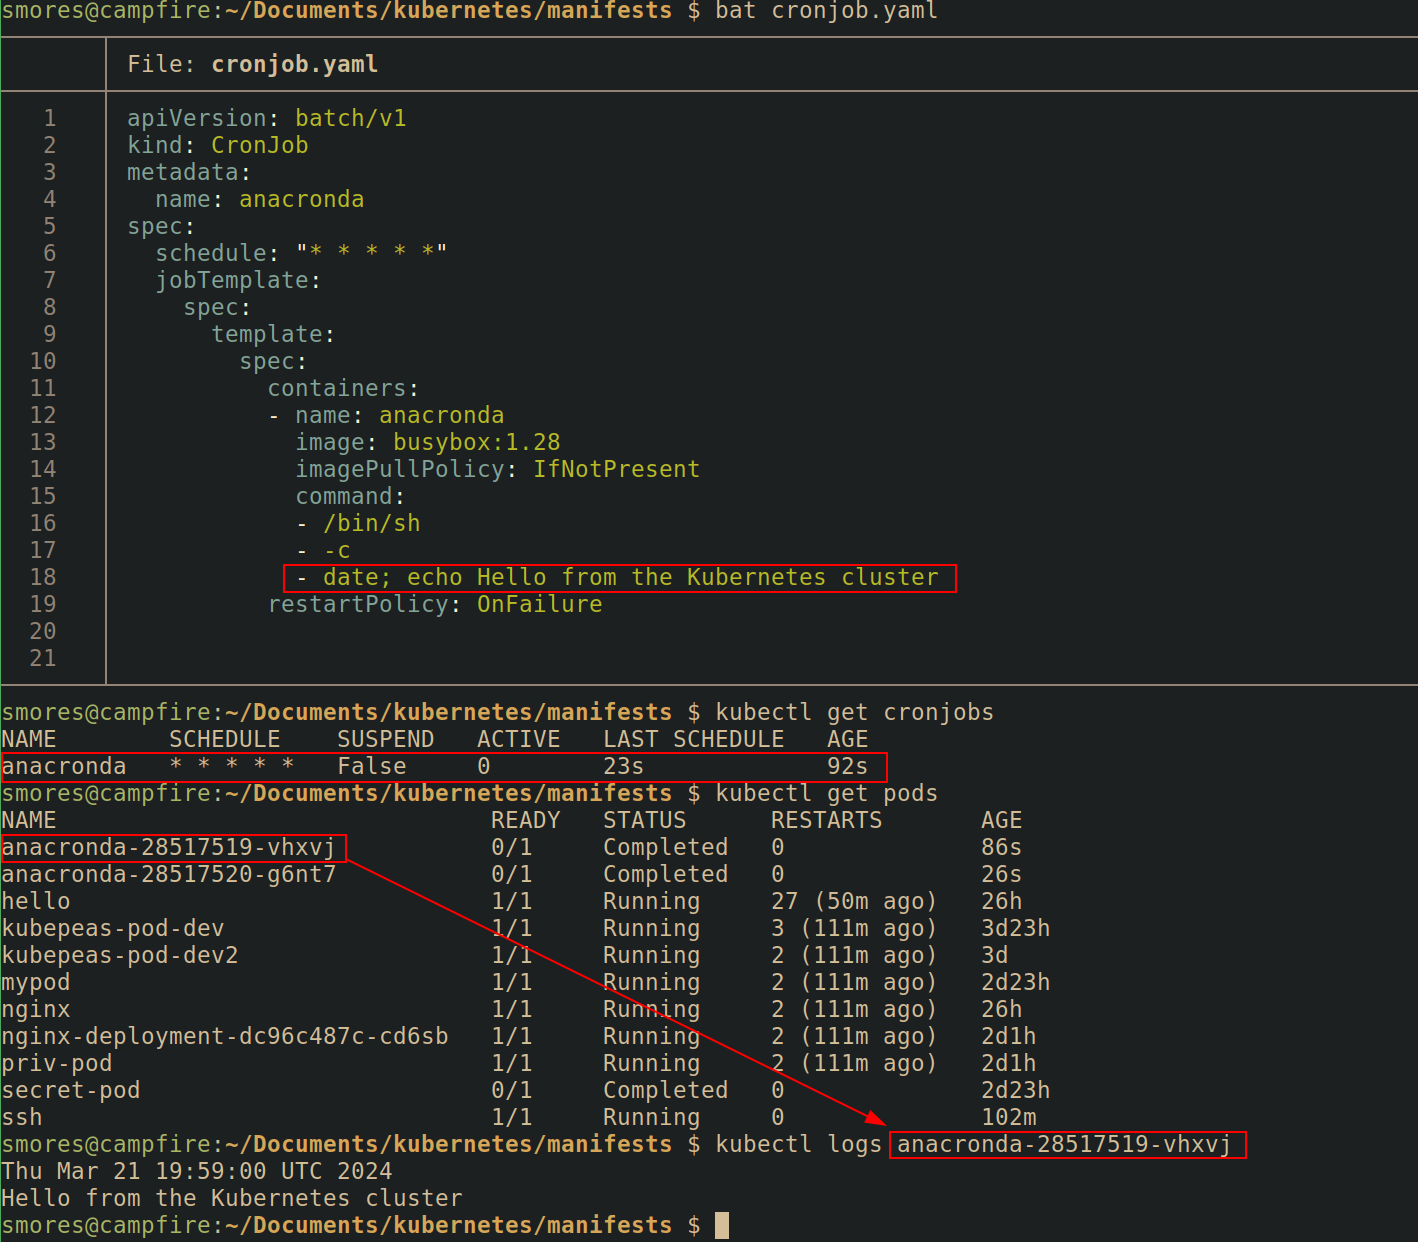 smores@campfire:~/Documents/kubernetes/manifests $ bat cronjob.yaml
File: cronjob.yaml
1 apiVersion: batch/v1
2 kind: CronJob
3 metadata:
4   name: anacronda
5 spec:
6   schedule: "* * * * *"
7   jobTemplate:
8     spec:
9       template:
10         spec:
11           containers:
12           - name: anacronda
13             image: busybox:1.28
14             imagePullPolicy: IfNotPresent
15             command:
16             - /bin/sh
17             - -c
18             - date; echo Hello from the Kubernetes cluster
19           restartPolicy: OnFailure
20
21
smores@campfire:~/Documents/kubernetes/manifests $ kubectl get cronjobs
NAME        SCHEDULE    SUSPEND   ACTIVE   LAST SCHEDULE   AGE
anacronda   * * * * *   False     0        23s             92s
smores@campfire:~/Documents/kubernetes/manifests $ kubectl get pods
NAME                               READY   STATUS      RESTARTS       AGE
anacronda-28517519-vhxvj           0/1     Completed   0              86s
anacronda-28517520-g6nt7           0/1     Completed   0              26s
hello                              1/1     Running     27 (50m ago)   26h
kubepeas-pod-dev                   1/1     Running     3 (111m ago)   3d23h
kubepeas-pod-dev2                  1/1     Running     2 (111m ago)   3d
mypod                              1/1     Running     2 (111m ago)   2d23h
nginx                              1/1     Running     2 (111m ago)   26h
nginx-deployment-dc96c487c-cd6sb   1/1     Running     2 (111m ago)   2d1h
priv-pod                           1/1     Running     2 (111m ago)   2d1h
secret-pod                         0/1     Completed   0              2d23h
ssh                                1/1     Running     0              102m
smores@campfire:~/Documents/kubernetes/manifests $ kubectl logs anacronda-28517519-vhxvj
Thu Mar 21 19:59:00 UTC 2024
Hello from the Kubernetes cluster
smores@campfire:~/Documents/kubernetes/manifests $